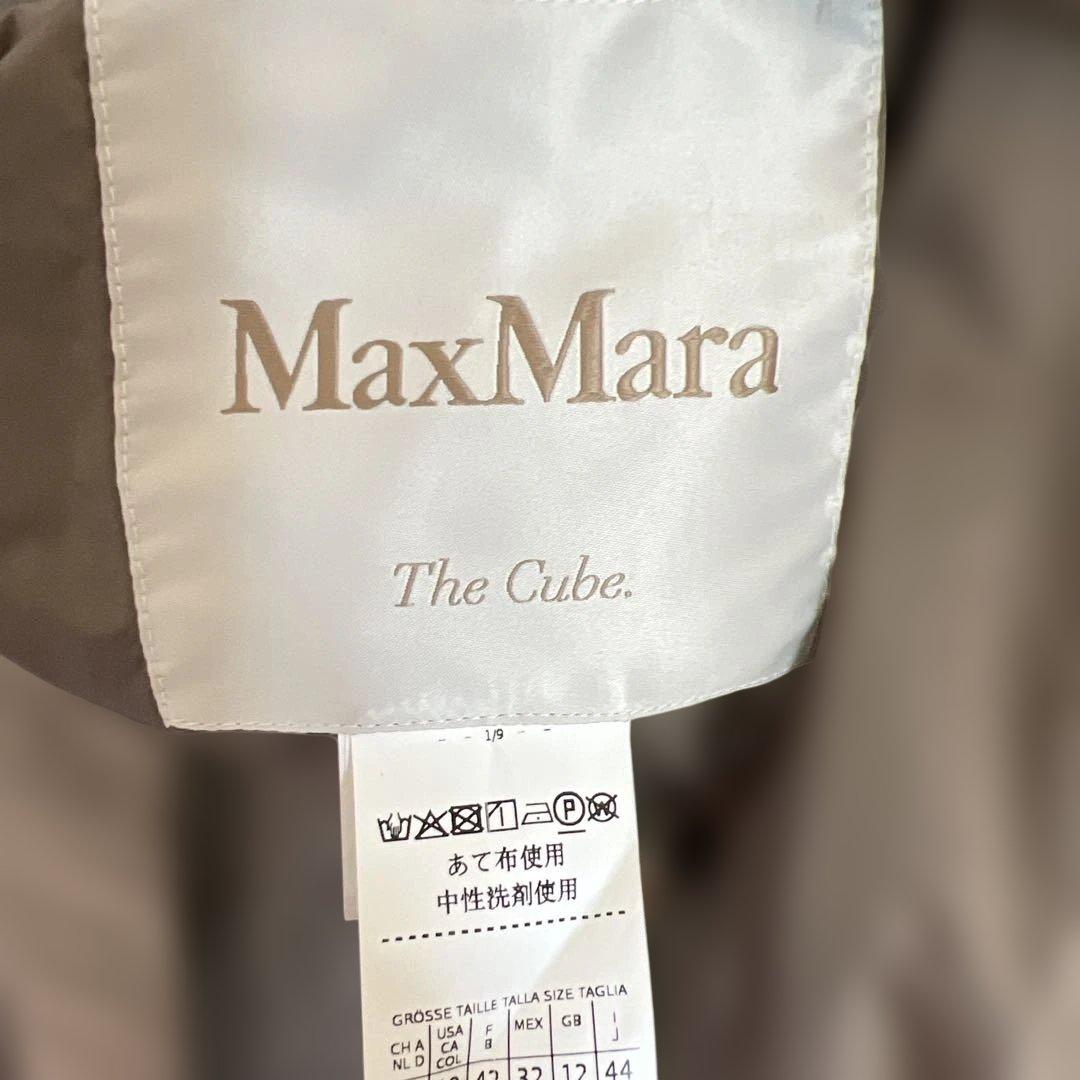 MaxMara
The Cube.
1/9
あて布使用
中性洗剤使用
GRÖSSE TAILLE TALLA SIZE TAGLIA
CH A NL D USA CA COL F B MEX GB I J
42 32 12 44